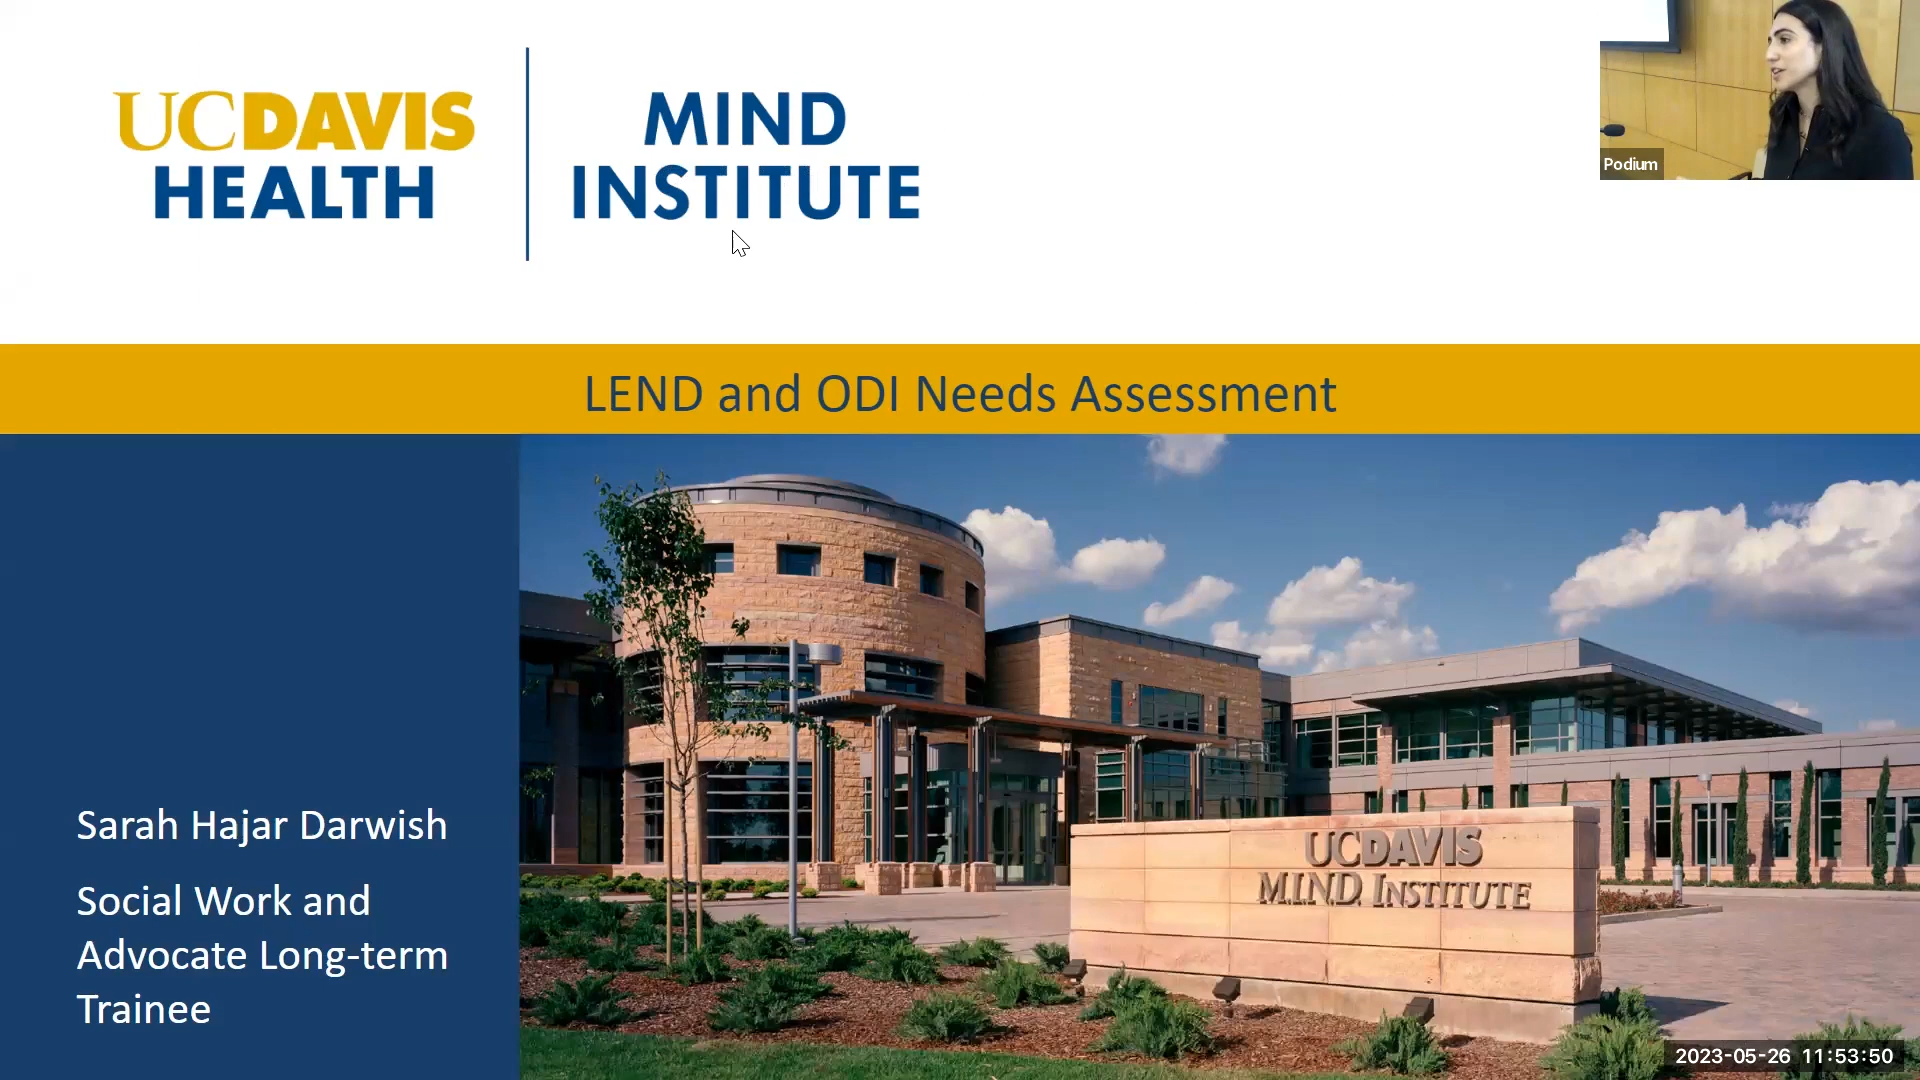 UCDAVIS
HEALTH
MIND
INSTITUTE
Podium
LEND and ODI Needs Assessment
Sarah Hajar Darwish
Social Work and
Advocate Long-term
Trainee
UCDAVIS
M.I.N.D. INSTITUTE
2023-05-26 11:53:50